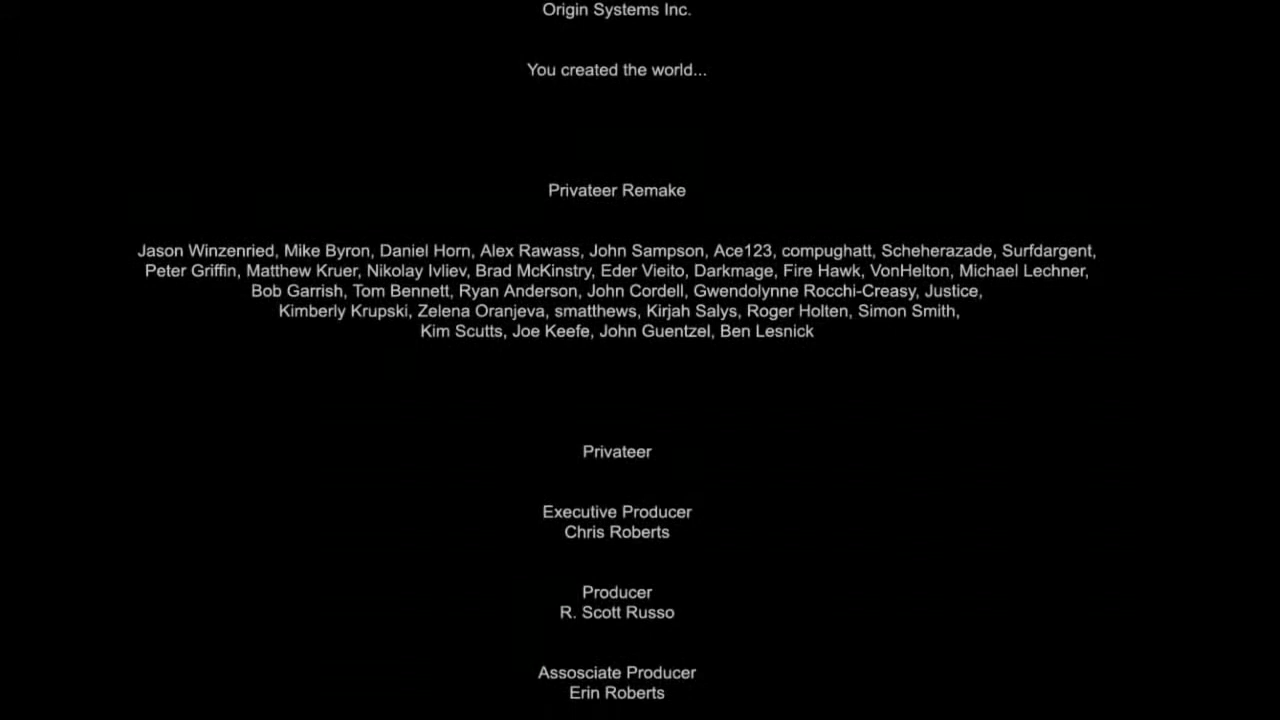 Origin Systems Inc.
You created the world...
Privateer Remake
Jason Winzenried, Mike Byron, Daniel Horn, Alex Rawass, John Sampson, Ace123, compughatt, Scheherazade, Surfdargent,
Peter Griffin, Matthew Kruer, Nikolay Ivliev, Brad McKinstry, Eder Vieito, Darkmage, Fire Hawk, VonHelton, Michael Lechner,
Bob Garrish, Tom Bennett, Ryan Anderson, John Cordell, Gwendolynne Rocchi-Creasy, Justice,
Kimberly Krupski, Zelena Oranjeva, smatthews, Kirjah Salys, Roger Holten, Simon Smith,
Kim Scutts, Joe Keefe, John Guentzel, Ben Lesnick
Privateer
Executive Producer
Chris Roberts
Producer
R. Scott Russo
Assosciate Producer
Erin Roberts